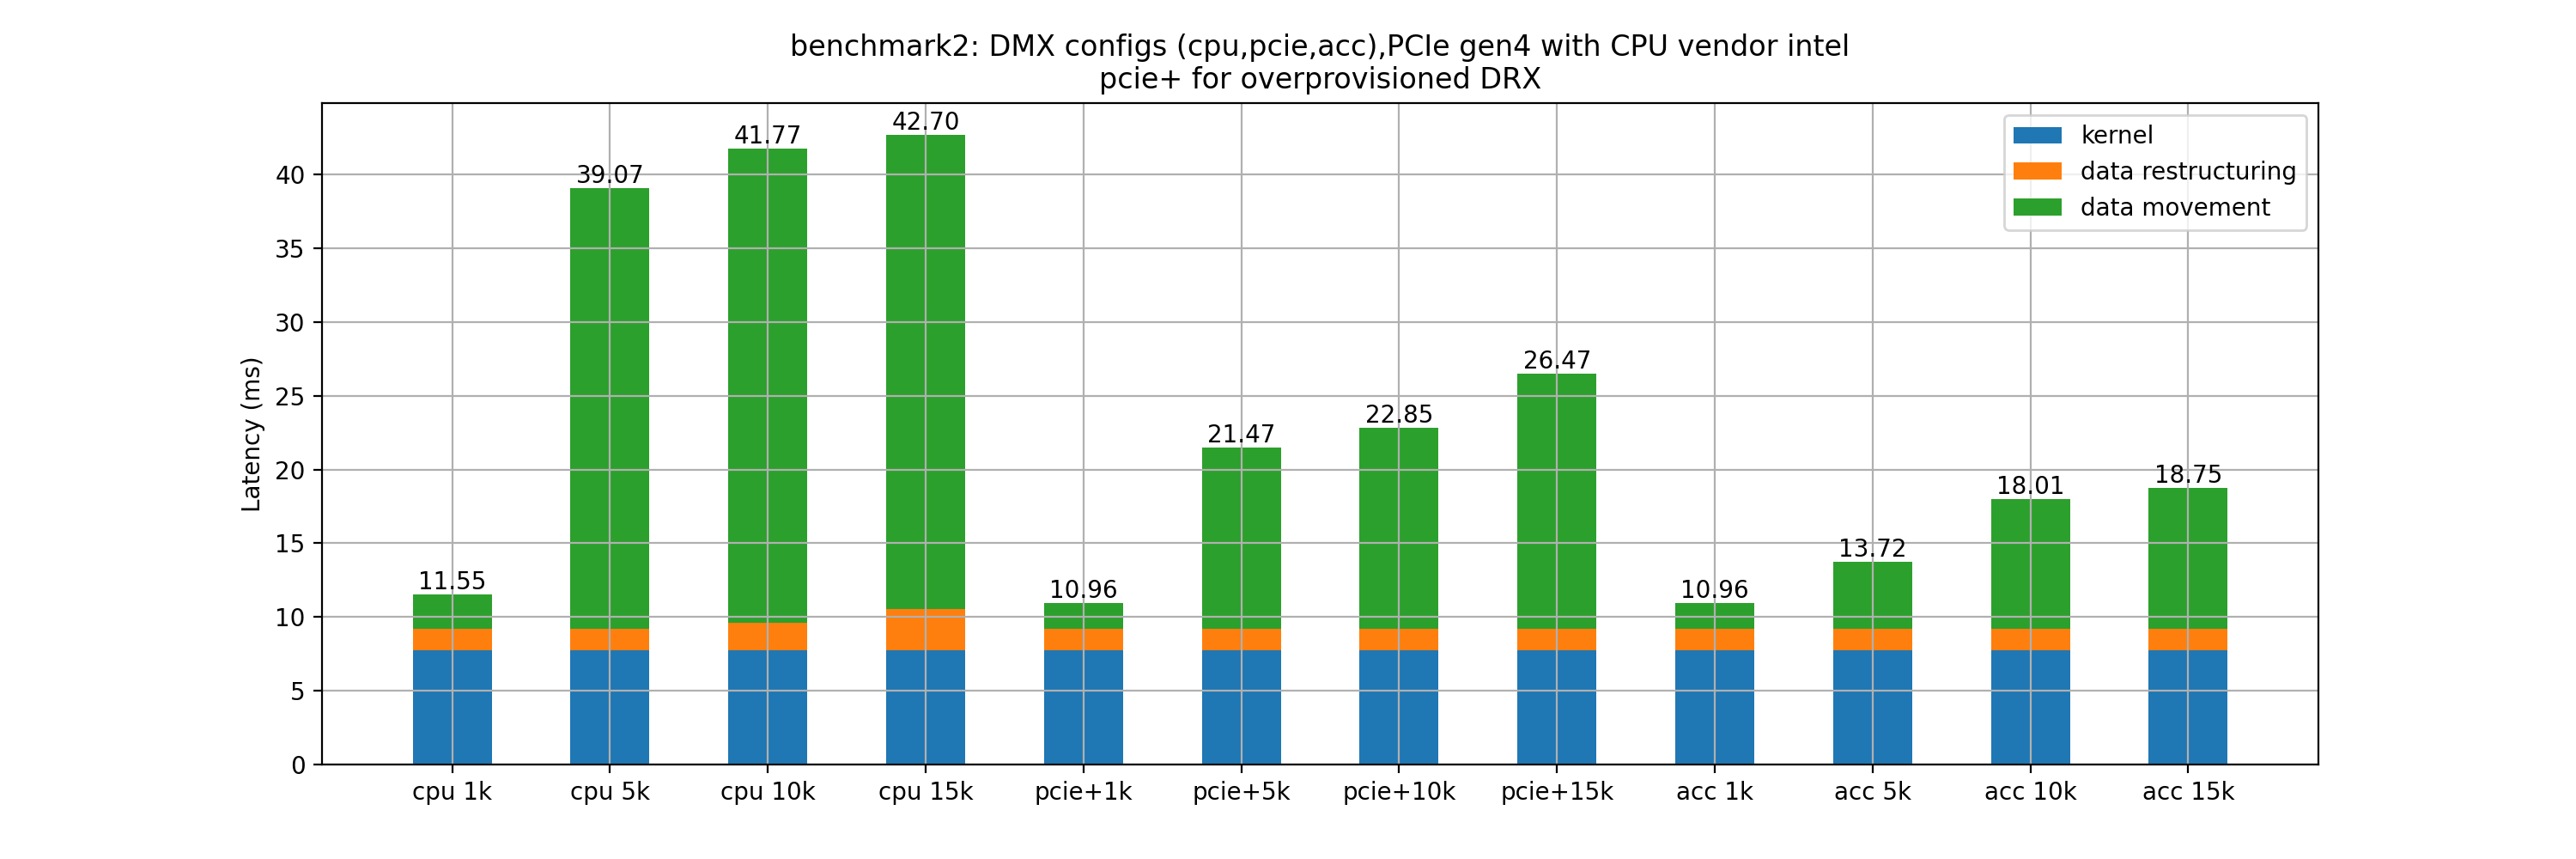 benchmark2: DMX configs (cpu,pcie,acc),PCIe gen4 with CPU vendor intel
pcie+ for overprovisioned DRX
kernel
data restructuring
data movement
Latency (ms)
40
35
30
25
20
15
10
5
0
11.55
39.07
41.77
42.70
10.96
21.47
22.85
26.47
10.96
13.72
18.01
18.75
cpu 1k
cpu 5k
cpu 10k
cpu 15k
pcie+1k
pcie+5k
pcie+10k
pcie+15k
acc 1k
acc 5k
acc 10k
acc 15k